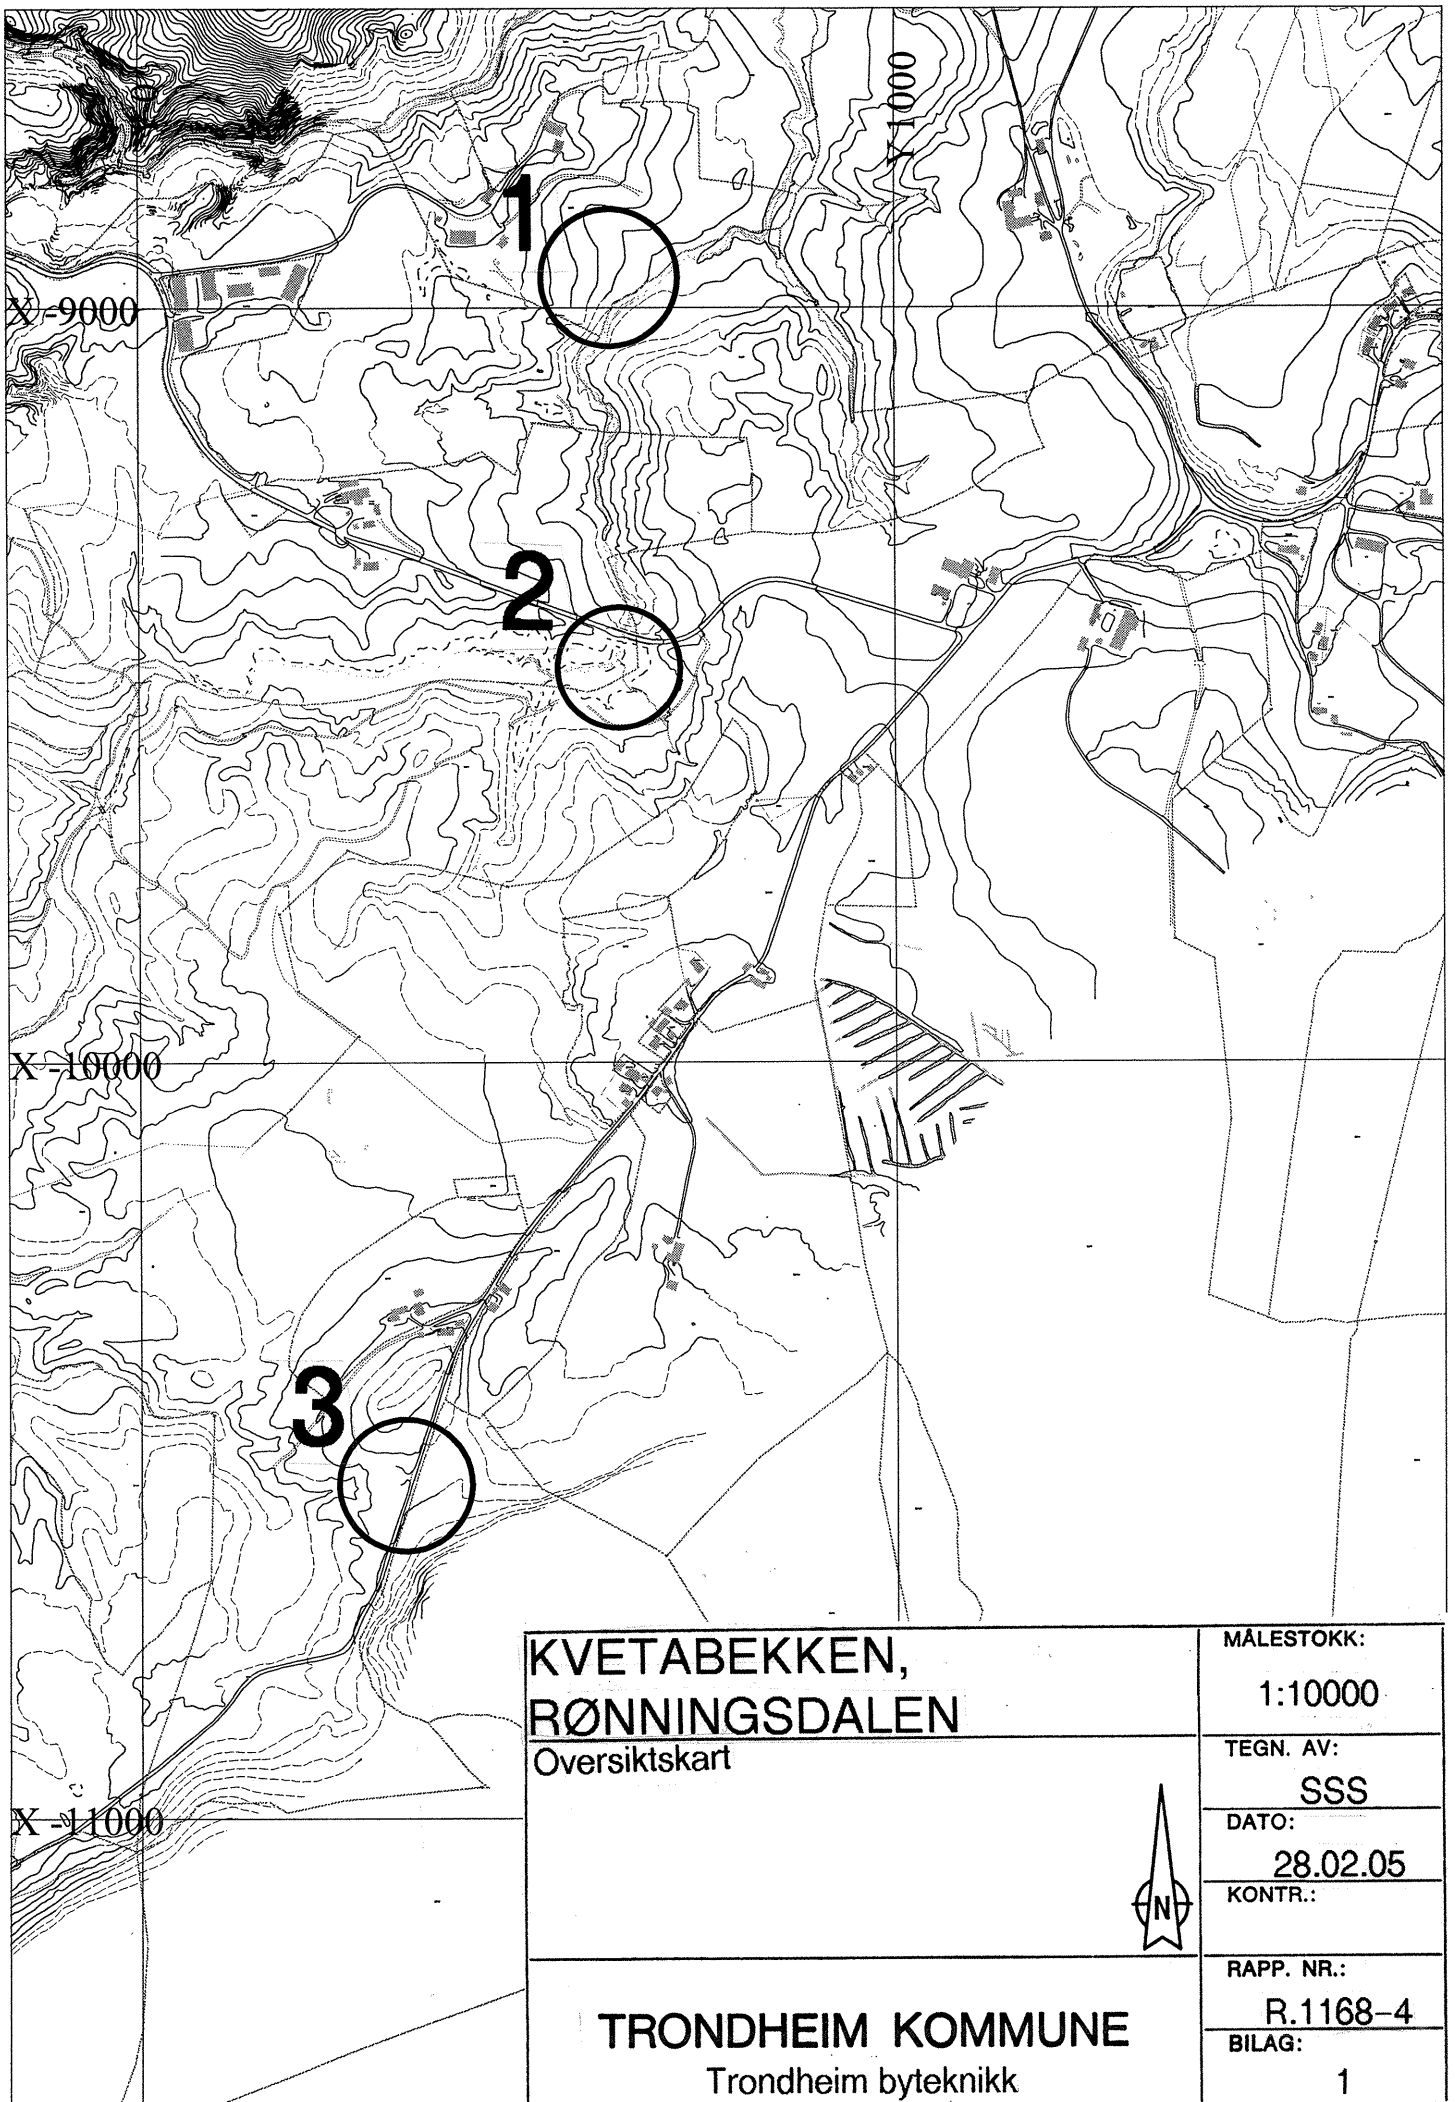 Y 1000
1
X -9000
2
X -10000
3
X -11000
KVETABEKKEN,
RØNNINGSDALEN
Oversiktskart
N
TRONDHEIM KOMMUNE
Trondheim byteknikk
MÅLESTOKK:
1:10000
TEGN. AV:
SSS
DATO:
28.02.05
KONTR.:
RAPP. NR.:
R.1168-4
BILAG:
1